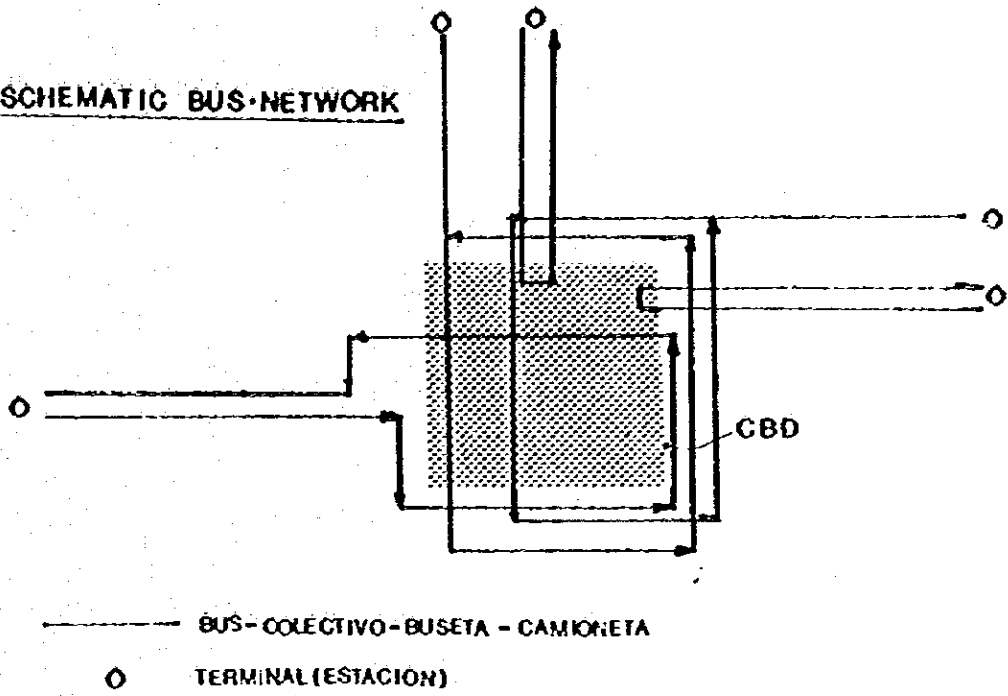 SCHEMATIC BUS·NETWORK
CBD
BUS-COLECTIVO-BUSETA-CAMIONETA
TERMINAL (ESTACION)